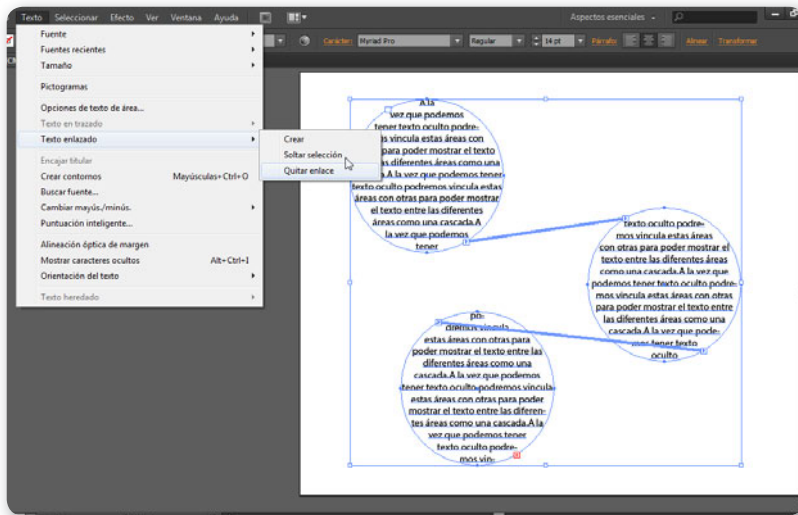 Texto Seleccionar Efecto Ver Ventana Ayuda
Aspectos esenciales
Carácter: Myriad Pro Regular 14 pt Párrafo Alinear Transformar
Fuente
Fuentes recientes
Tamaño
Pictogramas
Opciones de texto de área...
Texto en trazado
Texto enlazado
Encajar titular
Crear contornos Mayúsculas+Ctrl+O
Buscar fuente...
Cambiar mayús./minús.
Puntuación inteligente...
Alineación óptica de margen
Mostrar caracteres ocultos Alt+Ctrl+I
Orientación del texto
Texto heredado
Crear
Soltar selección
Quitar enlace
A la
vez que podemos
tener texto oculto podre-
mos vincula estas áreas con
para poder mostrar el texto
las diferentes áreas como una
A la vez que podemos tener
texto oculto podremos vincula estas
áreas con otras para poder mostrar
el texto entre las diferentes
áreas como una cascada.A
la vez que podemos
tener
texto oculto podre-
mos vincula estas áreas
con otras para poder mostrar el
texto entre las diferentes áreas
como una cascada.A la vez que
podemos tener texto oculto podre-
mos vincula estas áreas con otras
para poder mostrar el texto entre
las diferentes áreas como una
cascada.A la vez que pode-
mos tener texto
oculto
po-
dremos vincula
estas áreas con otras para
poder mostrar el texto entre las
diferentes áreas como una
cascada.A la vez que podemos
tener texto oculto podremos vincula
estas áreas con otras para poder
mostrar el texto entre las diferen-
tes áreas como una cascada.A la
vez que podemos tener
texto oculto podre-
mos vin-